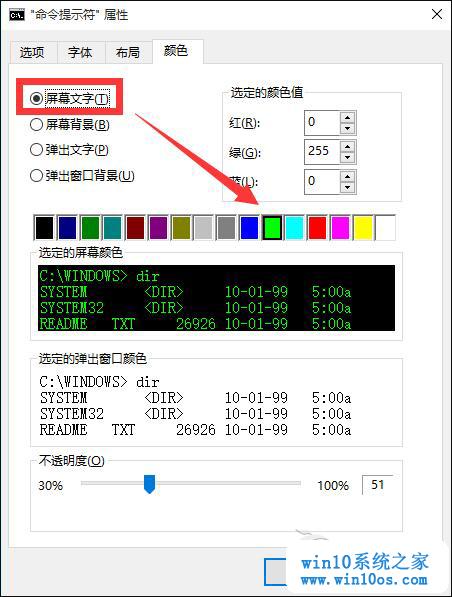 "命令提示符" 属性
选项 字体 布局 颜色
屏幕文字(T)
屏幕背景(B)
弹出文字(P)
弹出窗口背景(U)
选定的颜色值
红(R): 0
绿(G): 255
蓝(L): 0
选定的屏幕颜色
C:\WINDOWS> dir
SYSTEM <DIR> 10-01-99 5:00a
SYSTEM32 <DIR> 10-01-99 5:00a
README TXT 26926 10-01-99 5:00a
选定的弹出窗口颜色
C:\WINDOWS> dir
SYSTEM <DIR> 10-01-99 5:00a
SYSTEM32 <DIR> 10-01-99 5:00a
README TXT 26926 10-01-99 5:00a
不透明度(O)
30% 100% 51
win10系统之家
www.win10os.com